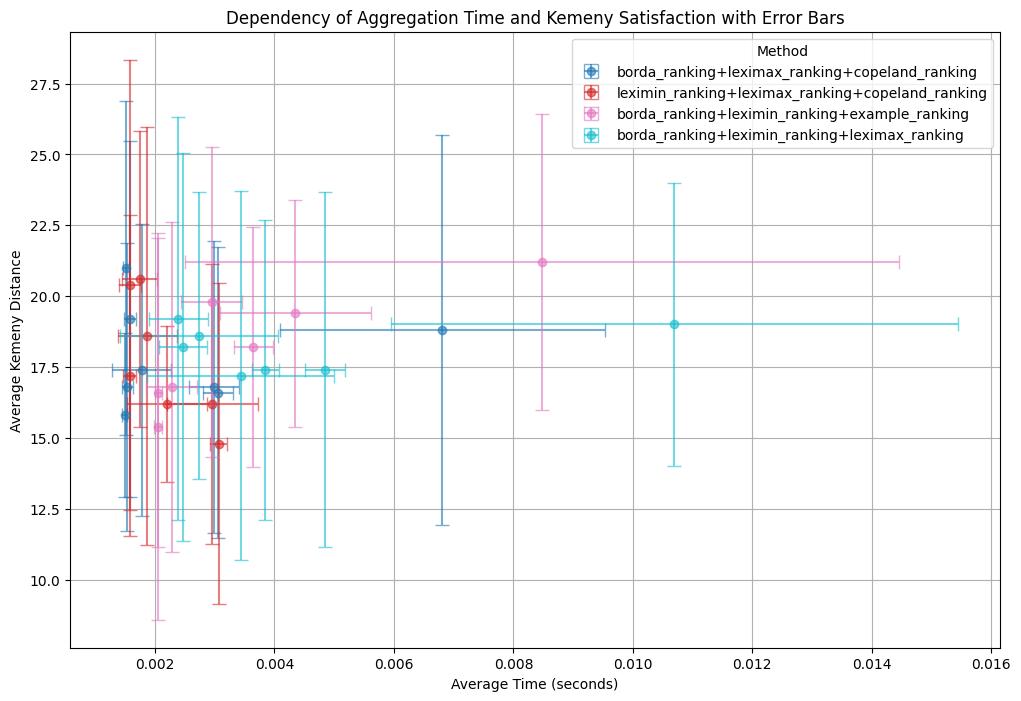 Dependency of Aggregation Time and Kemeny Satisfaction with Error Bars
Method
borda_ranking+leximax_ranking+copeland_ranking
leximin_ranking+leximax_ranking+copeland_ranking
borda_ranking+leximin_ranking+example_ranking
borda_ranking+leximin_ranking+leximax_ranking
Average Kemeny Distance
27.5
25.0
22.5
20.0
17.5
15.0
12.5
10.0
0.002 0.004 0.006 0.008 0.010 0.012 0.014 0.016
Average Time (seconds)